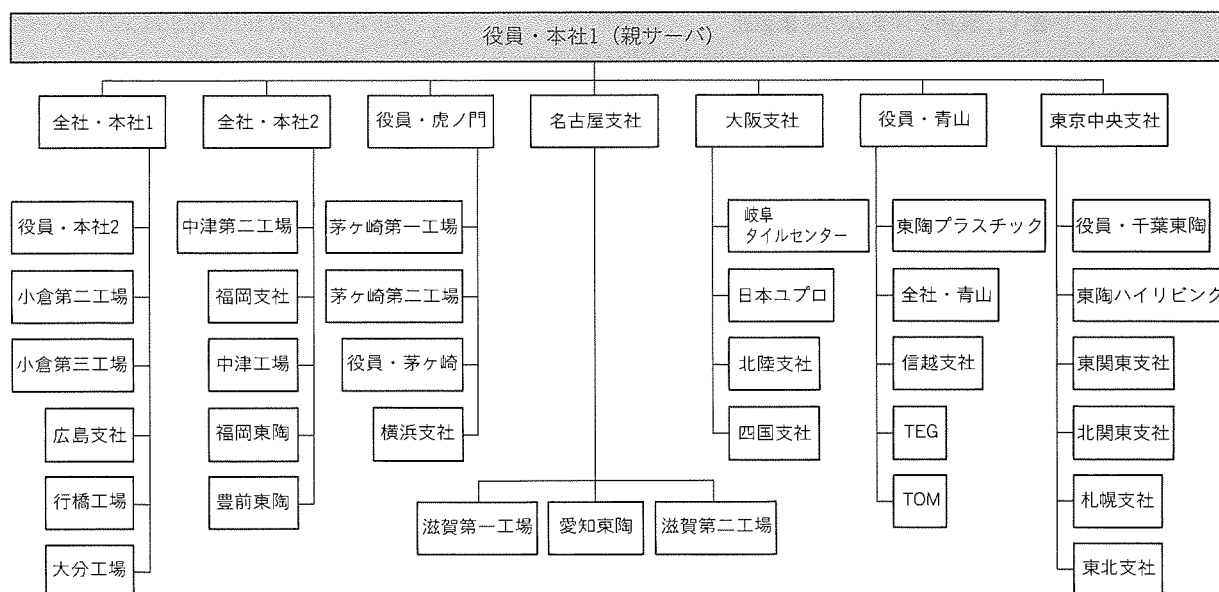 役員・本社1（親サーバ）
全社・本社1
全社・本社2
役員・虎ノ門
名古屋支社
大阪支社
役員・青山
東京中央支社
役員・本社2
小倉第二工場
小倉第三工場
広島支社
行橋工場
大分工場
中津第二工場
福岡支社
中津工場
福岡東陶
豊前東陶
茅ヶ崎第一工場
茅ヶ崎第二工場
役員・茅ヶ崎
横浜支社
滋賀第一工場
愛知東陶
滋賀第二工場
岐阜
タイルセンター
日本ユプロ
北陸支社
四国支社
東陶プラスチック
全社・青山
信越支社
TEG
TOM
役員・千葉東陶
東陶ハイリビング
東関東支社
北関東支社
札幌支社
東北支社